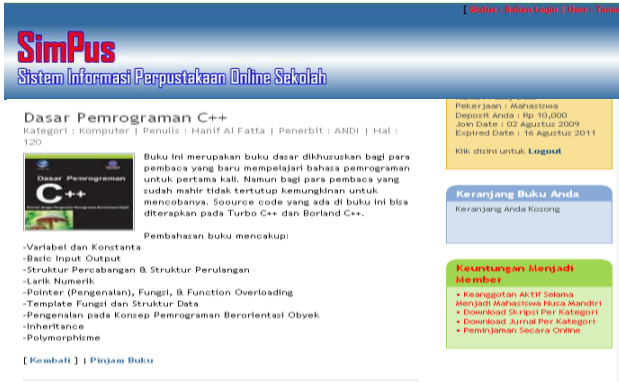 [ Status : Belum Login | User : Tamu
SimPus
Sistem Informasi Perpustakaan Online Sekolah
Dasar Pemrograman C++
Kategori : Komputer | Penulis : Hanif Al Fatta | Penerbit : ANDI | Hal :
120
Dasar Pemrograman
C++
Buku ini merupakan buku dasar dikhususkan bagi para
pembaca yang baru mempelajari bahasa pemrograman
untuk pertama kali. Namun bagi para pembaca yang
sudah mahir tidak tertutup kemungkinan untuk
mencobanya. Soource code yang ada di buku ini bisa
diterapkan pada Turbo C++ dan Borland C++.
Pembahasan buku mencakup:
-Variabel dan Konstanta
-Basic Input Output
-Struktur Percabangan & Struktur Perulangan
-Larik Numerik
-Pointer (Pengenalan), Fungsi, & Function Overloading
-Template Fungsi dan Struktur Data
-Pengenalan pada Konsep Pemrograman Berorientasi Obyek
-Inheritance
-Polymorphisme
[ Kembali ] | Pinjam Buku
Pekerjaan : Mahasiswa
Deposit Anda : Rp 10,000
Join Date : 02 Agustus 2009
Expired Date : 16 Agustus 2011
Klik disini untuk Logout
Keranjang Buku Anda
Keranjang Anda Kosong
Keuntungan Menjadi
Member
• Keanggotan Aktif Selama
Menjadi Mahasiswa Nusa Mandiri
• Download Skripsi Per Kategori
• Download Jurnal Per Kategori
• Peminjaman Secara Online